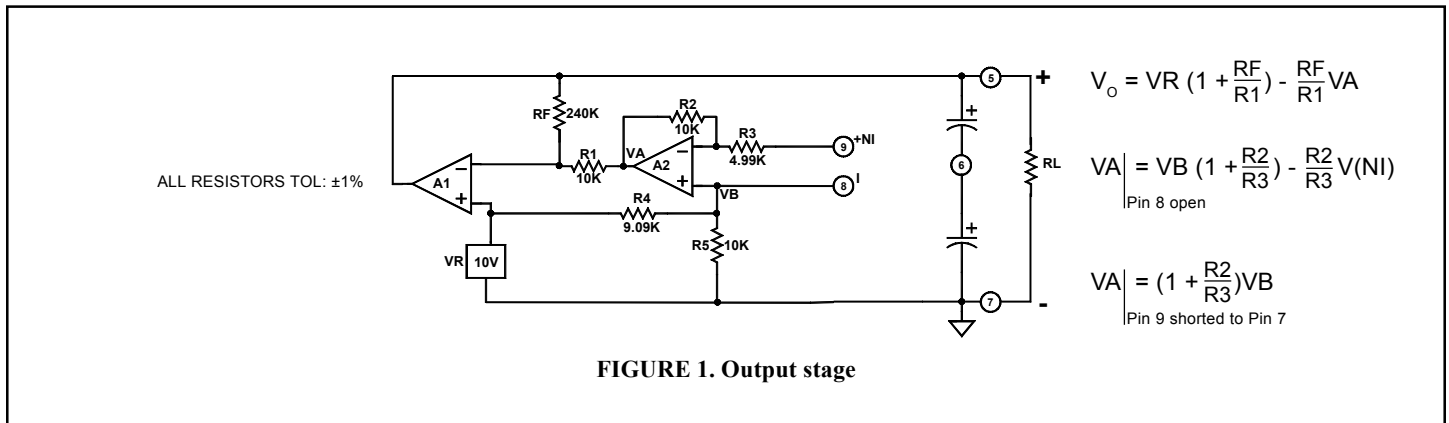 ALL RESISTORS TOL: ±1%
RF
240K
R1
10K
VA
R2
10K
R3
4.99K
9
+NI
A2
−
+
8
I
VB
A1
−
+
R4
9.09K
R5
10K
VR
10V
5
+
6
+
+
RL
7
-
V_O = VR (1 + RF/R1) - RF/R1 VA
VA| = VB (1 + R2/R3) - R2/R3 V(NI)
Pin 8 open
VA| = (1 + R2/R3)VB
Pin 9 shorted to Pin 7
FIGURE 1. Output stage